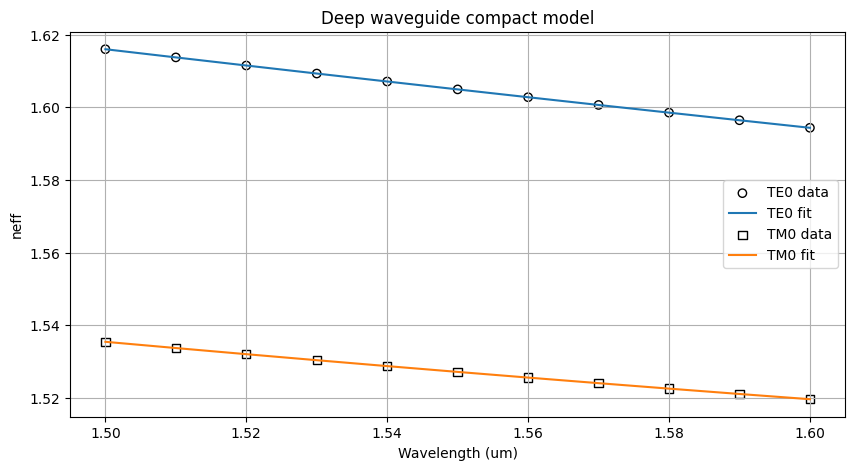 Deep waveguide compact model
1.62
1.60
1.58
1.56
1.54
1.52
neff
TE0 data
TE0 fit
TM0 data
TM0 fit
1.50
1.52
1.54
1.56
1.58
1.60
Wavelength (um)